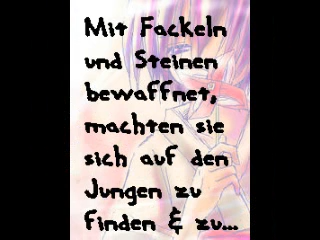 Mit Fackeln
und Steinen
bewaffnet,
machten sie
sich auf den
Jungen zu
finden & zu...